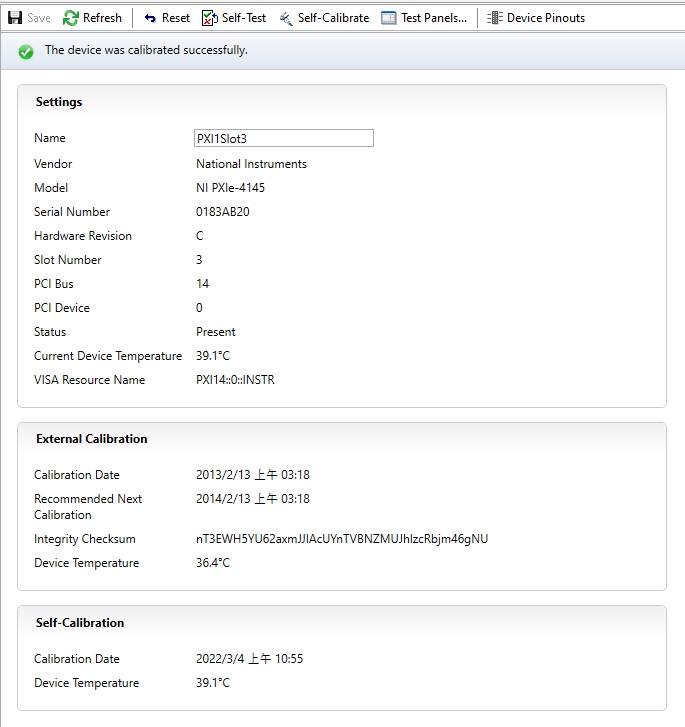 Save Refresh Reset Self-Test Self-Calibrate Test Panels... Device Pinouts
The device was calibrated successfully.
Settings
Name PXI1Slot3
Vendor National Instruments
Model NI PXIe-4145
Serial Number 0183AB20
Hardware Revision C
Slot Number 3
PCI Bus 14
PCI Device 0
Status Present
Current Device Temperature 39.1°C
VISA Resource Name PXI14::0::INSTR
External Calibration
Calibration Date 2013/2/13 上午 03:18
Recommended Next 2014/2/13 上午 03:18
Calibration
Integrity Checksum nT3EWH5YU62axmJJIAcUYnTVBNZMUJhIzcRbjm46gNU
Device Temperature 36.4°C
Self-Calibration
Calibration Date 2022/3/4 上午 10:55
Device Temperature 39.1°C